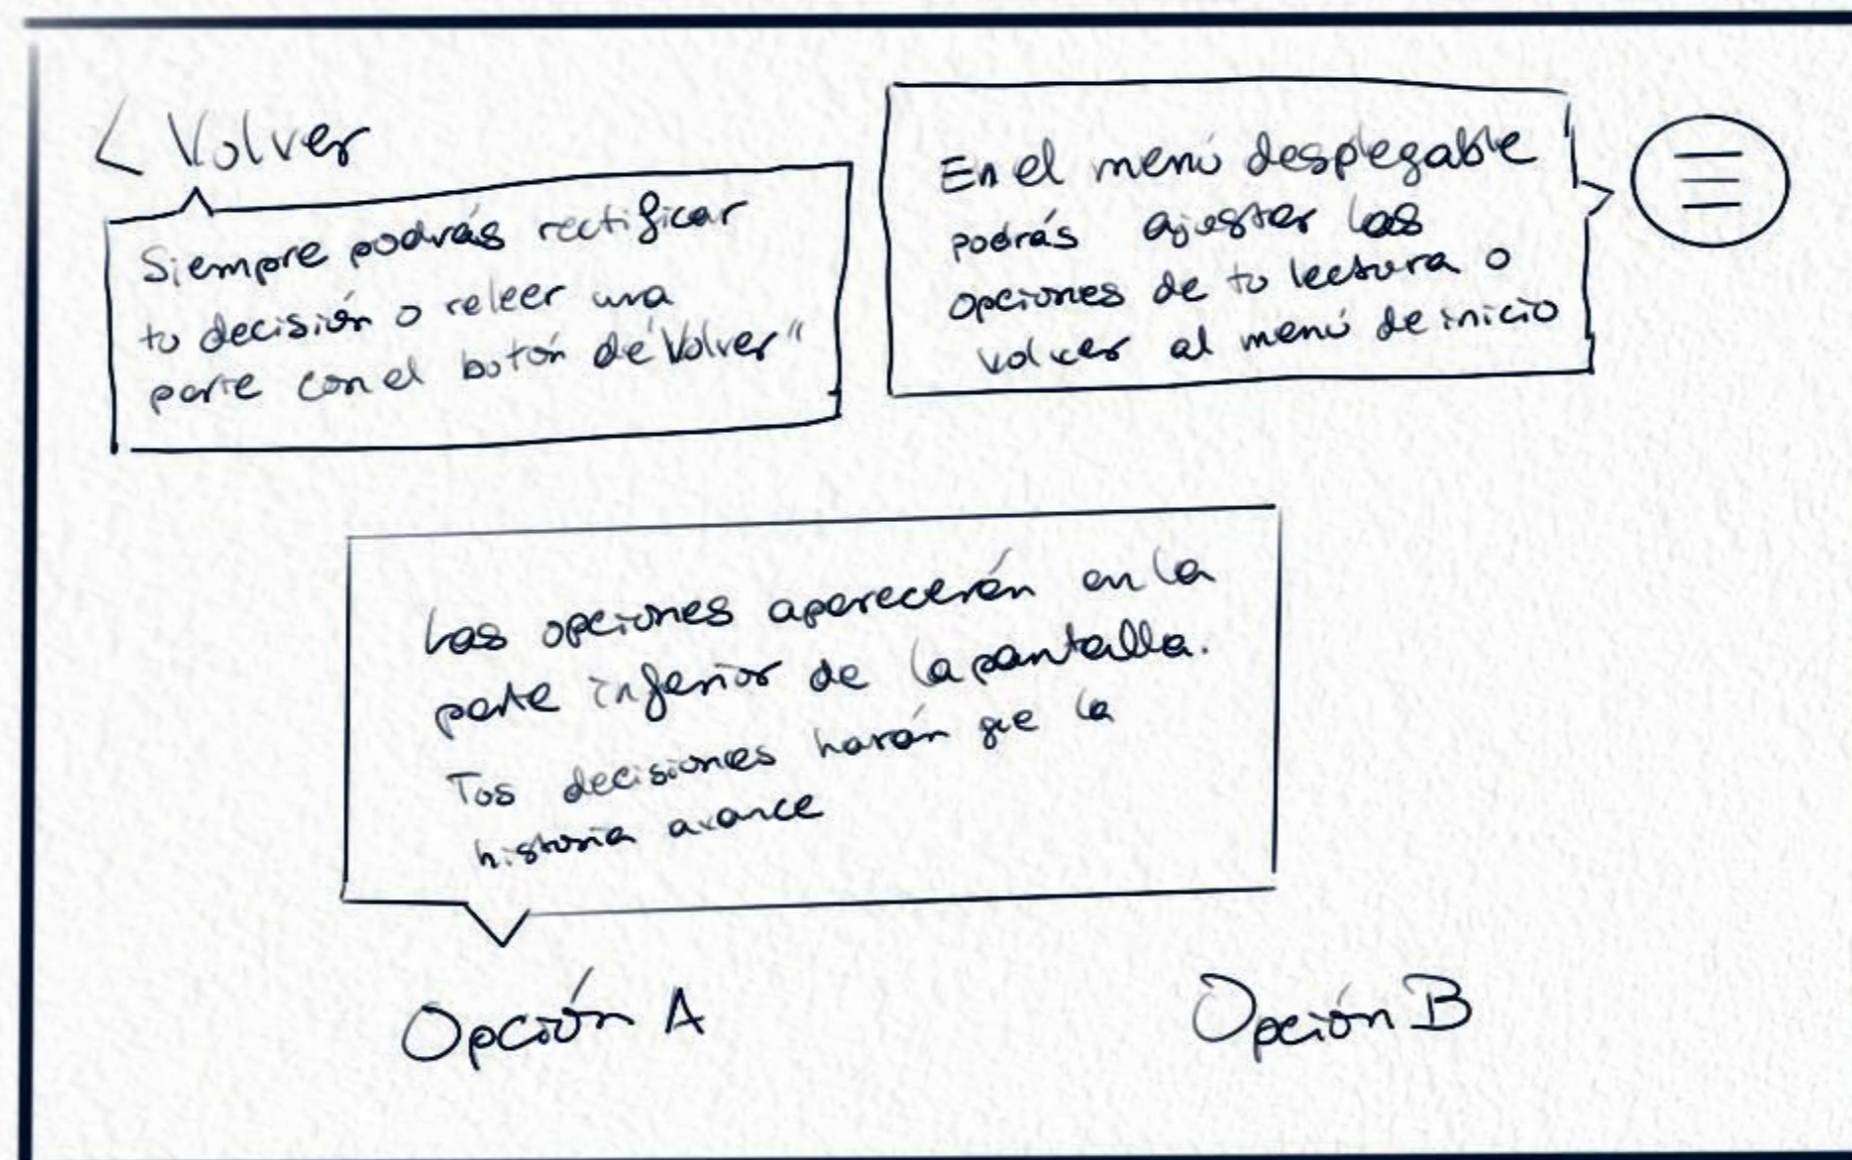 < Volver
Siempre podrás rectificar
tu decisión o releer una
parte con el botón de "Volver"
En el menú desplegable
podrás ajustar las
opciones de tu lectura o
volver al menú de inicio
Las opciones aparecerán en la
parte inferior de la pantalla.
Tus decisiones harán que la
historia avance
Opción A
Opción B